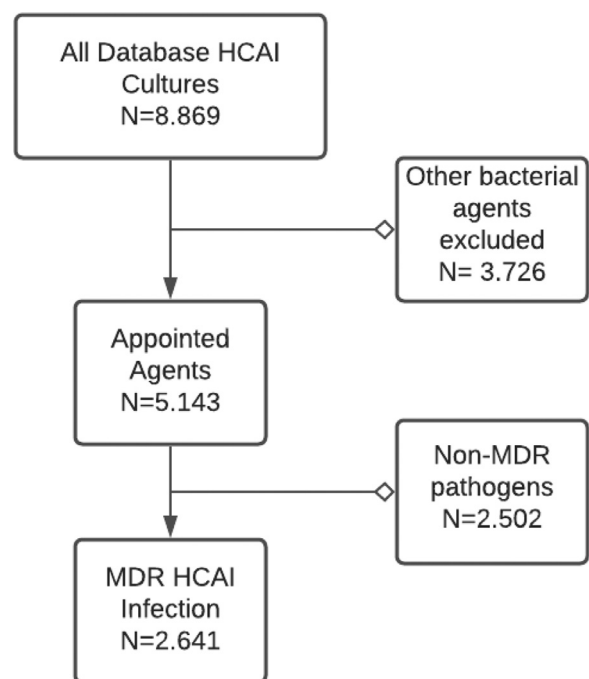 All Database HCAI
Cultures
N=8.869
Other bacterial
agents
excluded
N= 3.726
Appointed
Agents
N=5.143
Non-MDR
pathogens
N=2.502
MDR HCAI
Infection
N=2.641